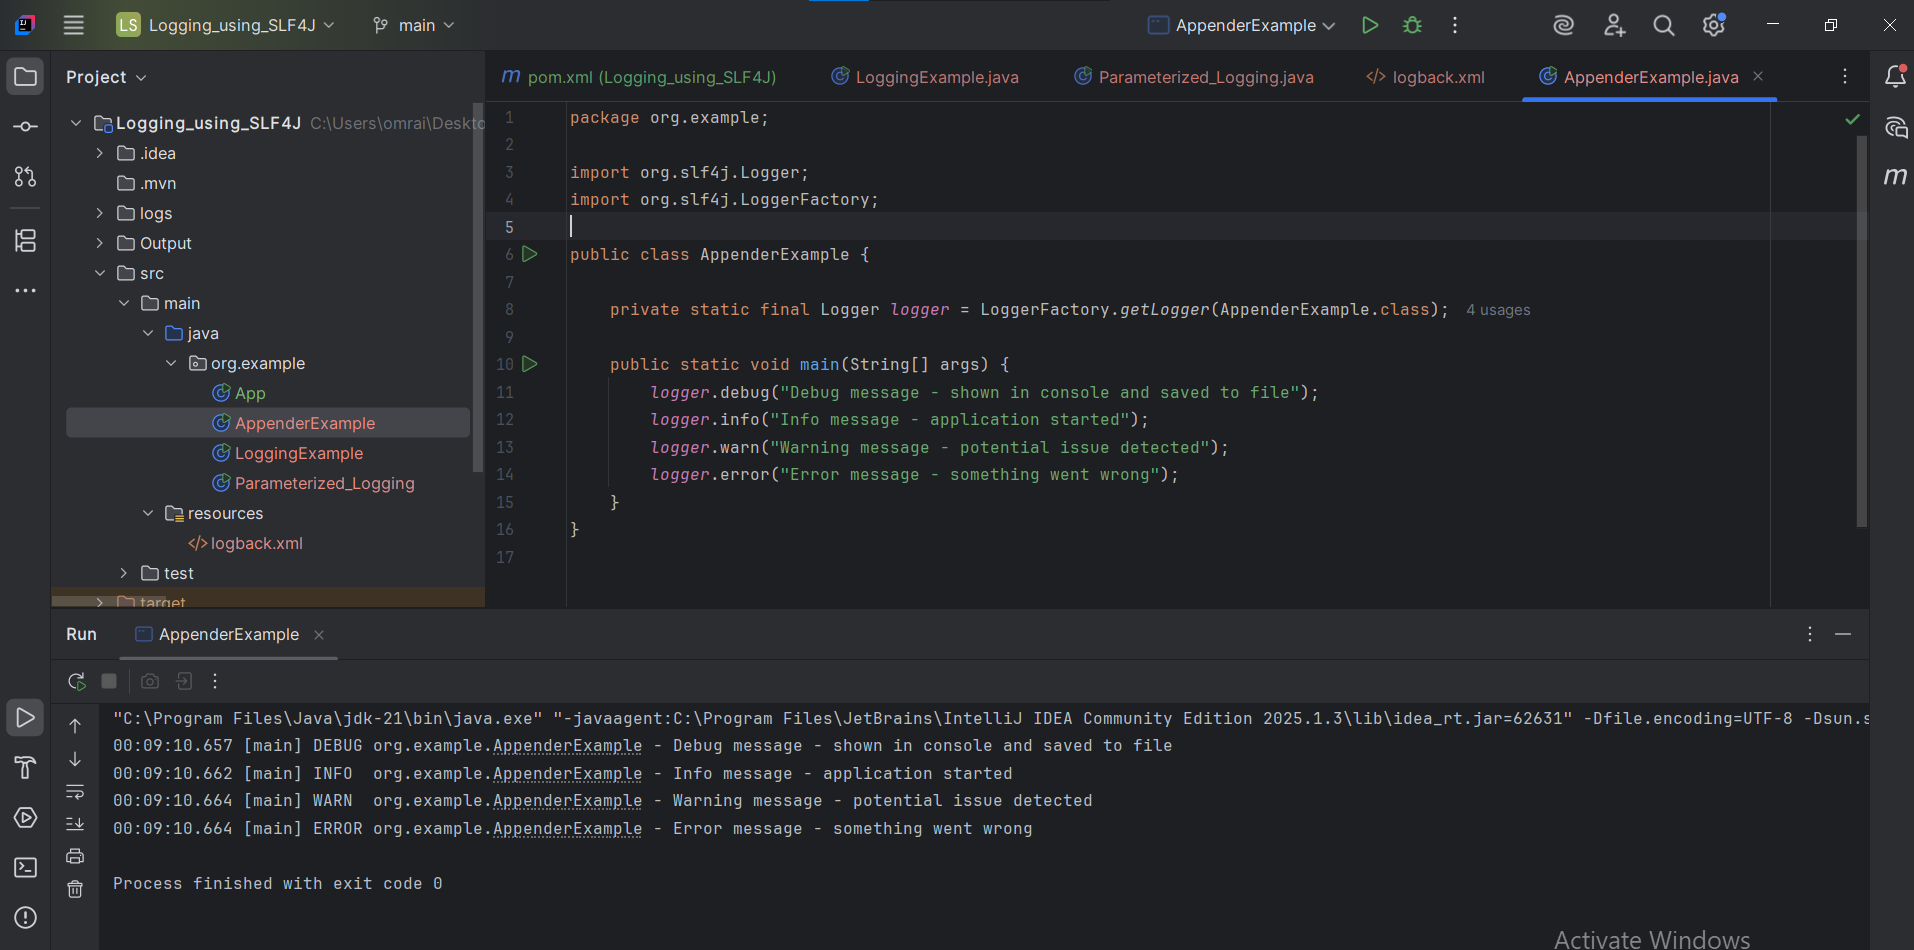 LS Logging_using_SLF4J main AppenderExample
Project
Logging_using_SLF4J C:\Users\omrai\Deskto
.idea
.mvn
logs
Output
src
main
java
org.example
App
AppenderExample
LoggingExample
Parameterized_Logging
resources
logback.xml
test
target
m pom.xml (Logging_using_SLF4J) LoggingExample.java Parameterized_Logging.java </> logback.xml AppenderExample.java
1 package org.example;
2
3 import org.slf4j.Logger;
4 import org.slf4j.LoggerFactory;
5
6 public class AppenderExample {
7
8 private static final Logger logger = LoggerFactory.getLogger(AppenderExample.class); 4 usages
9
10 public static void main(String[] args) {
11 logger.debug("Debug message - shown in console and saved to file");
12 logger.info("Info message - application started");
13 logger.warn("Warning message - potential issue detected");
14 logger.error("Error message - something went wrong");
15 }
16 }
17
m
Run AppenderExample
"C:\Program Files\Java\jdk-21\bin\java.exe" "-javaagent:C:\Program Files\JetBrains\IntelliJ IDEA Community Edition 2025.1.3\lib\idea_rt.jar=62631" -Dfile.encoding=UTF-8 -Dsun.s
00:09:10.657 [main] DEBUG org.example.AppenderExample - Debug message - shown in console and saved to file
00:09:10.662 [main] INFO  org.example.AppenderExample - Info message - application started
00:09:10.664 [main] WARN  org.example.AppenderExample - Warning message - potential issue detected
00:09:10.664 [main] ERROR org.example.AppenderExample - Error message - something went wrong
Process finished with exit code 0
Activate Windows